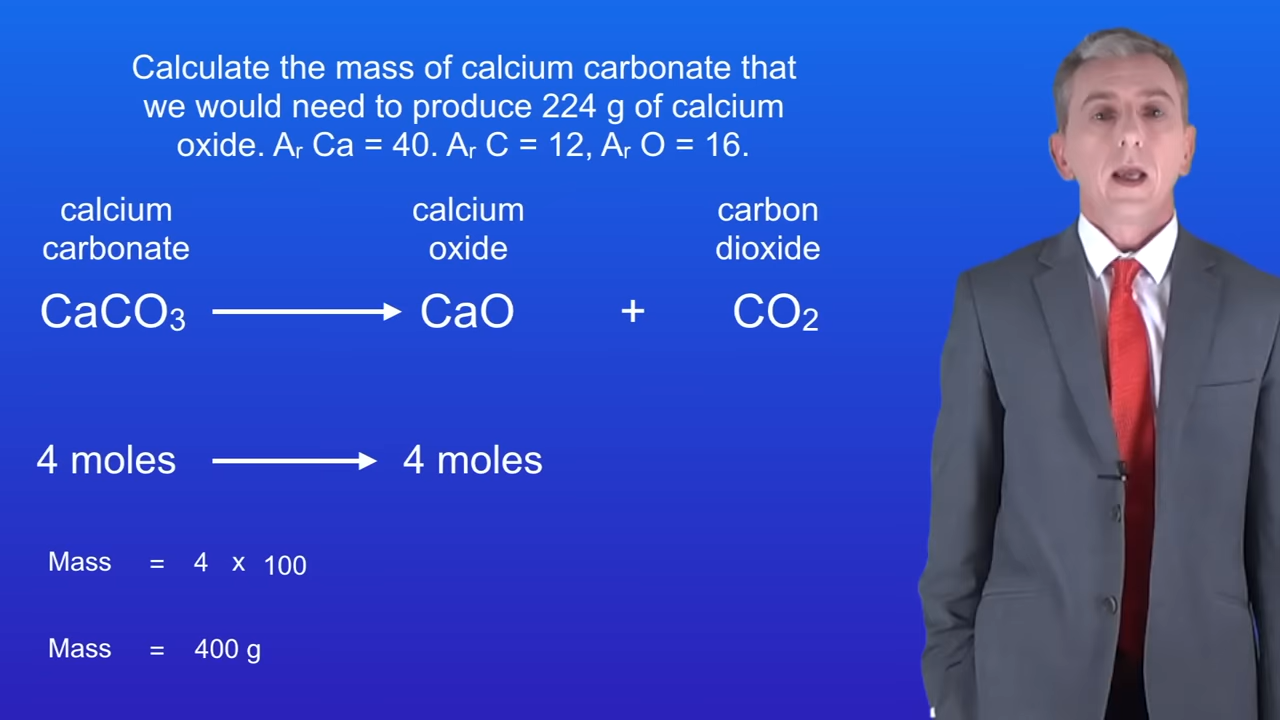 Calculate the mass of calcium carbonate that
we would need to produce 224 g of calcium
oxide. Aᵣ Ca = 40. Aᵣ C = 12, Aᵣ O = 16.
calcium carbonate calcium oxide carbon dioxide
CaCO₃ ⟶ CaO + CO₂
4 moles ⟶ 4 moles
Mass = 4 x 100
Mass = 400 g